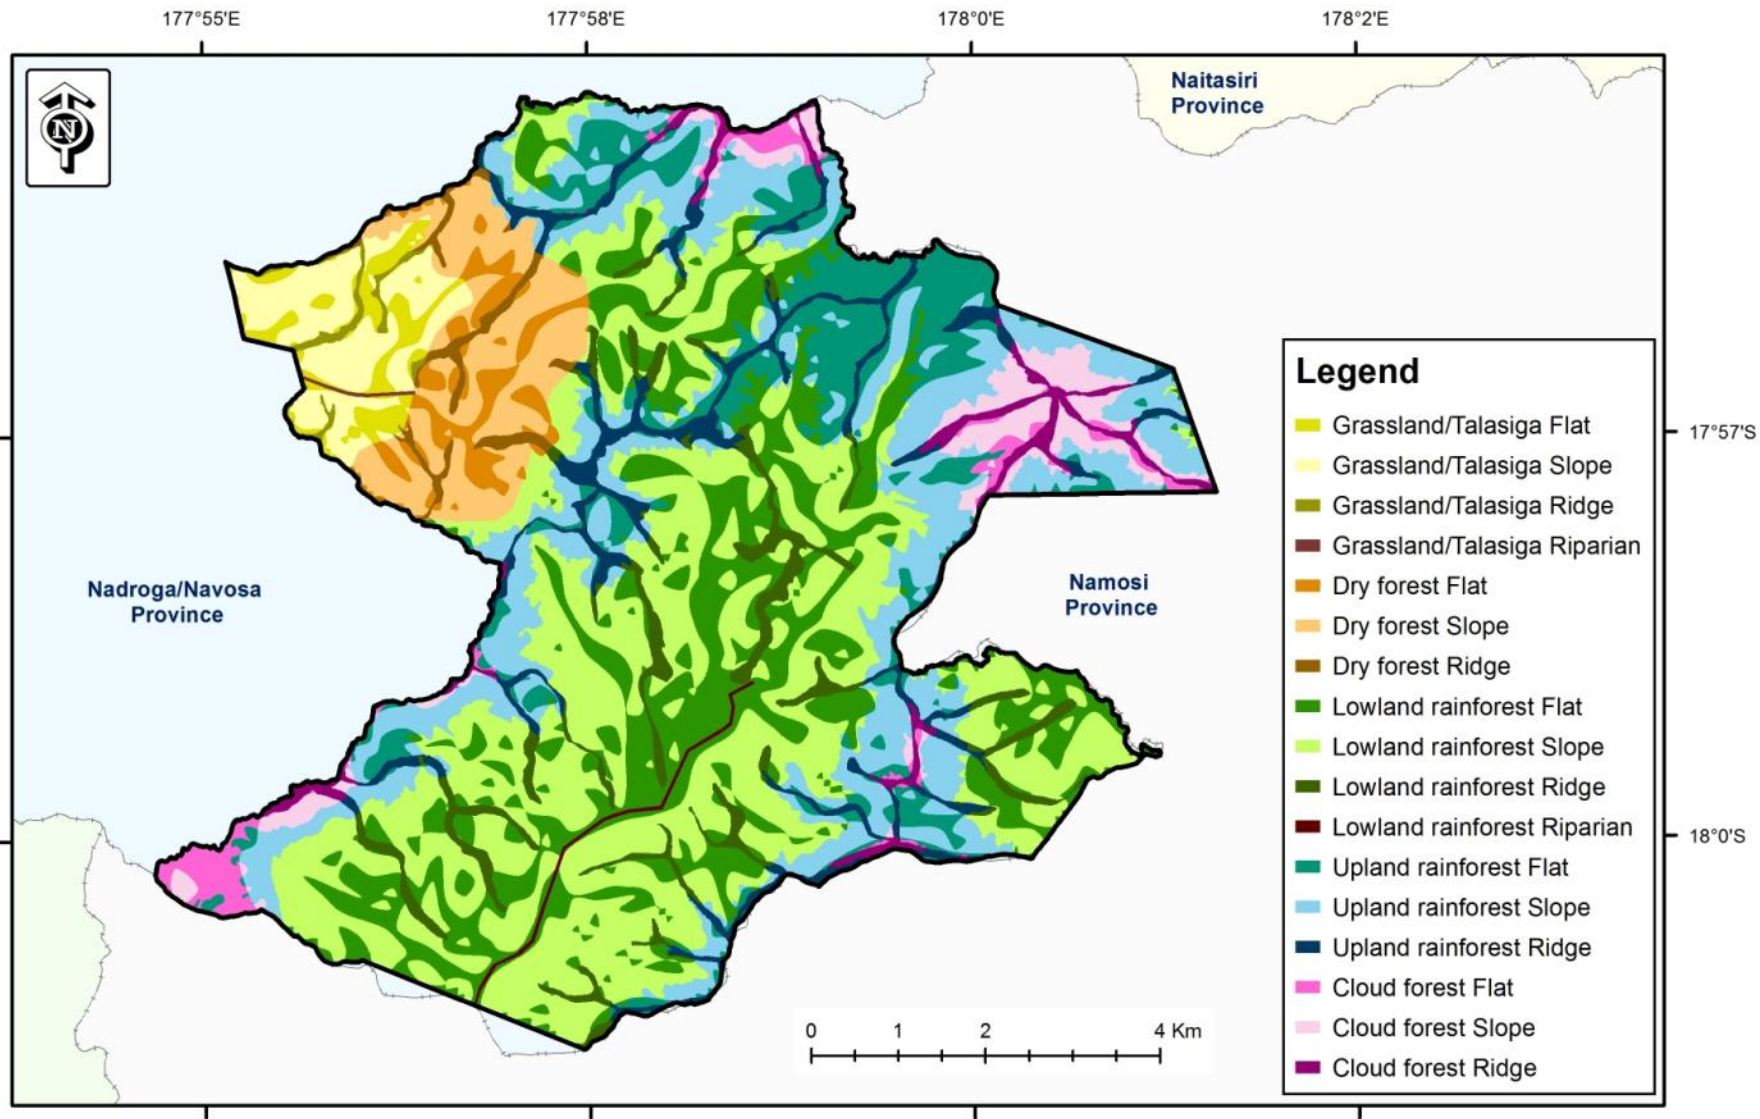 177°55'E
177°58'E
178°0'E
178°2'E
Naitasiri
Province
N
17°57'S
Legend
Grassland/Talasiga Flat
Grassland/Talasiga Slope
Grassland/Talasiga Ridge
Grassland/Talasiga Riparian
Dry forest Flat
Dry forest Slope
Dry forest Ridge
Lowland rainforest Flat
Lowland rainforest Slope
Lowland rainforest Ridge
Lowland rainforest Riparian
Upland rainforest Flat
Upland rainforest Slope
Upland rainforest Ridge
Cloud forest Flat
Cloud forest Slope
Cloud forest Ridge
Nadroga/Navosa
Province
Namosi
Province
18°0'S
0 1 2 4 Km